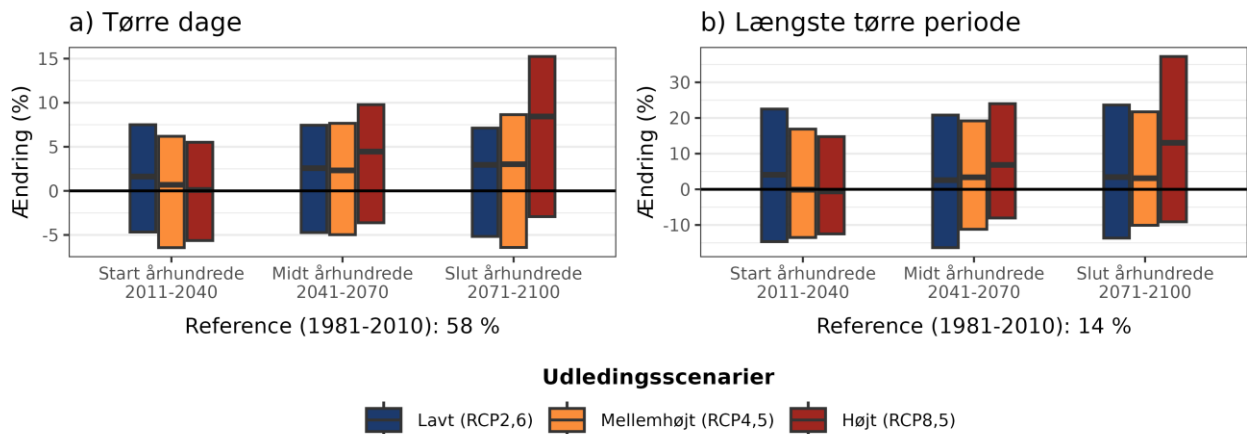 a) Tørre dage
Ændring (%)
15
10
5
0
-5
Start århundrede
2011-2040
Midt århundrede
2041-2070
Slut århundrede
2071-2100
Reference (1981-2010): 58 %
b) Længste tørre periode
Ændring (%)
30
20
10
0
-10
Start århundrede
2011-2040
Midt århundrede
2041-2070
Slut århundrede
2071-2100
Reference (1981-2010): 14 %
Udledingsscenarier
Lavt (RCP2,6)
Mellemhøjt (RCP4,5)
Højt (RCP8,5)